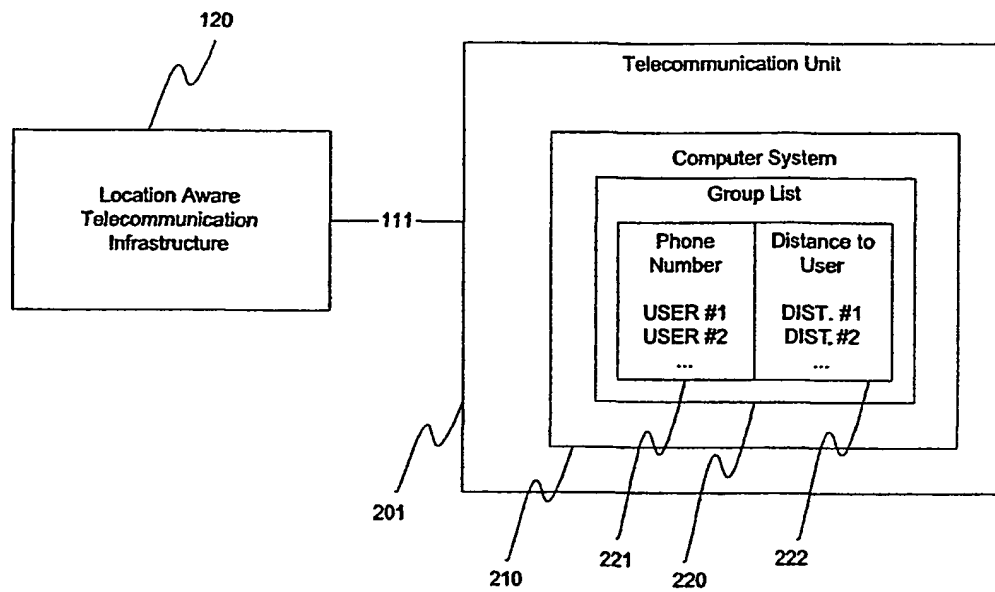 120
Telecommunication Unit
Computer System
Group List
Location Aware
Telecommunication
Infrastructure
111
Phone
Number
Distance to
User
USER #1
USER #2
...
DIST. #1
DIST. #2
...
201
210
221
220
222